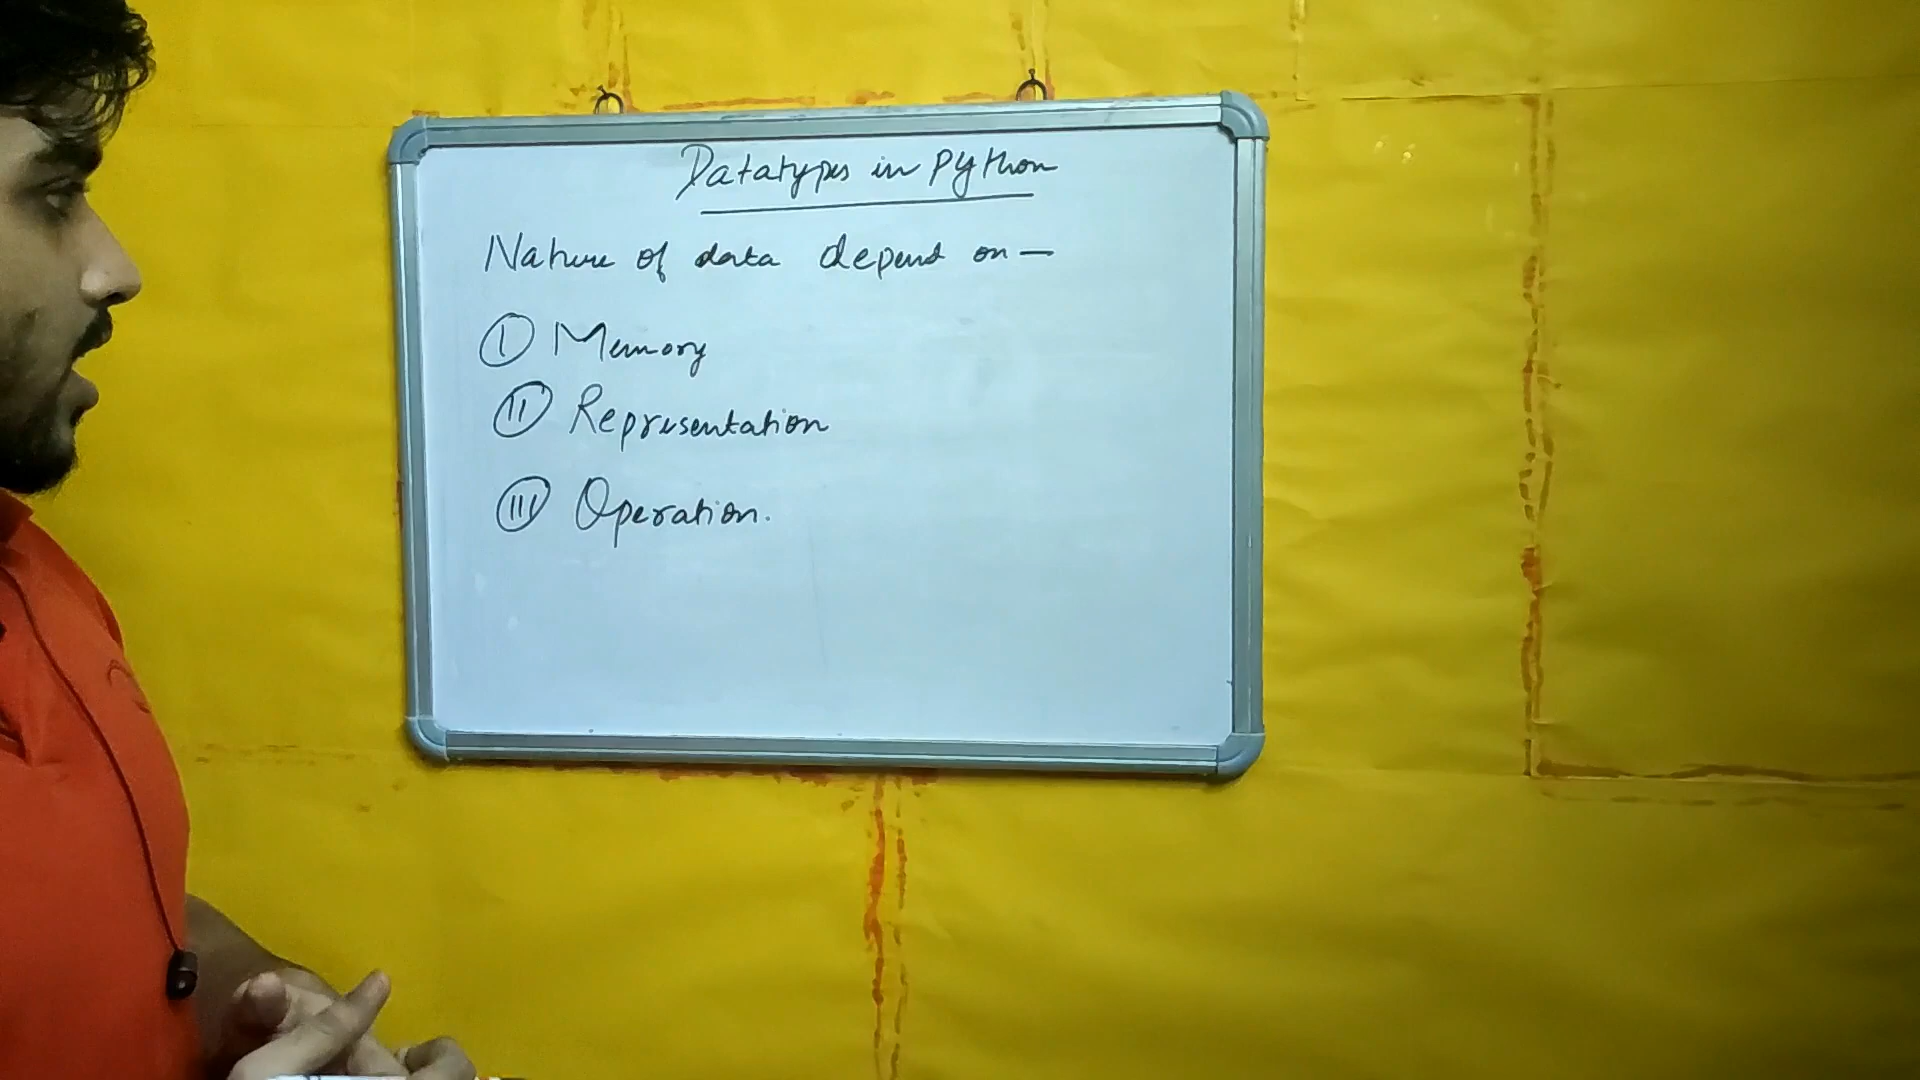 Datatypes in Python
Nature of data depend on —
I Memory
II Representation
III Operation.